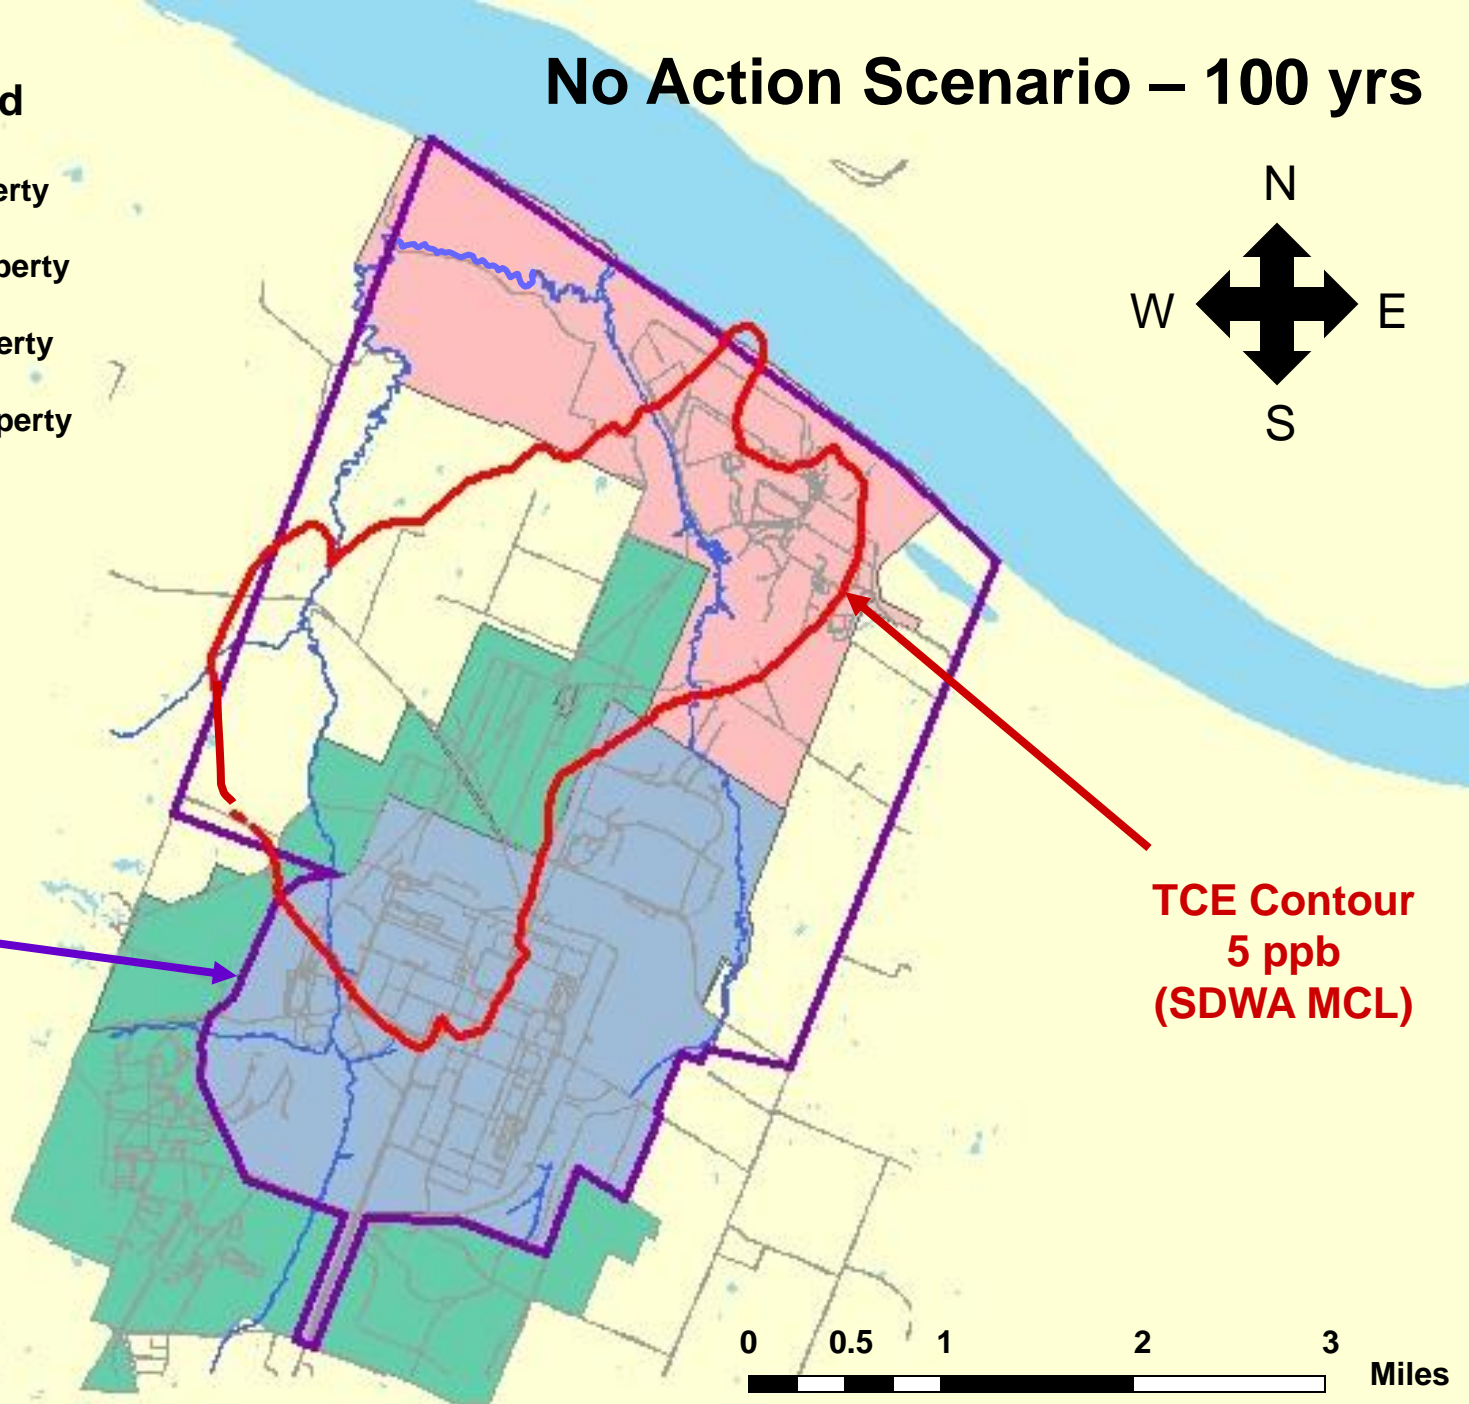 No Action Scenario – 100 yrs
d
erty
perty
erty
perty
N
W
E
S
TCE Contour
5 ppb
(SDWA MCL)
0 0.5 1 2 3
Miles